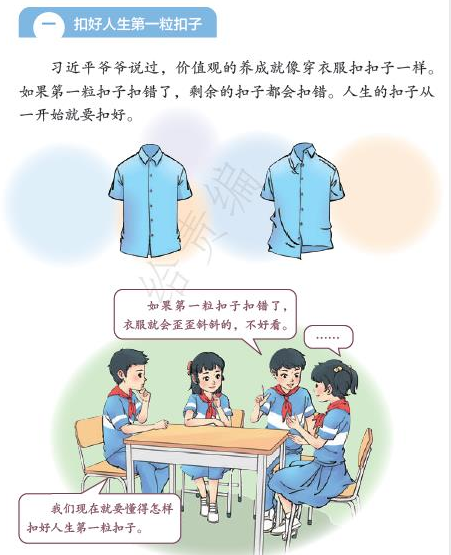 一 扣好人生第一粒扣子
习近平爷爷说过，价值观的养成就像穿衣服扣扣子一样。
如果第一粒扣子扣错了，剩余的扣子都会扣错。人生的扣子从
一开始就要扣好。
如果第一粒扣子扣错了，
衣服就会歪歪斜斜的，不好看。
……
我们现在就要懂得怎样
扣好人生第一粒扣子。